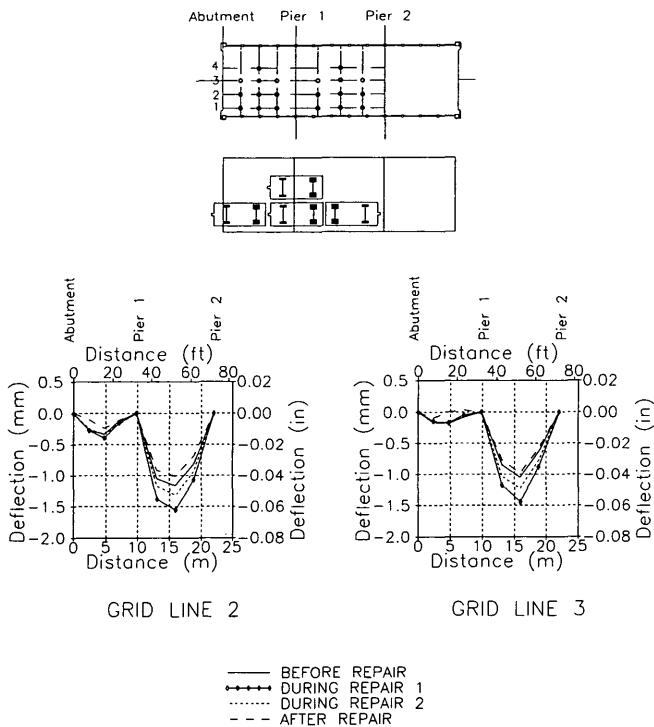 Abutment Pier 1 Pier 2
4
3
2
1
Abutment Pier 1 Pier 2
Distance (ft)
0 20 40 60 80
0.5 0.02
0.0 0.00
-0.5 -0.02
-1.0 -0.04
-1.5 -0.06
-2.0 -0.08
Deflection (mm)
Deflection (in)
0 5 10 15 20 25
Distance (m)
GRID LINE 2
Abutment Pier 1 Pier 2
Distance (ft)
0 20 40 60 80
0.5 0.02
0.0 0.00
-0.5 -0.02
-1.0 -0.04
-1.5 -0.06
-2.0 -0.08
Deflection (mm)
Deflection (in)
0 5 10 15 20 25
Distance (m)
GRID LINE 3
BEFORE REPAIR
DURING REPAIR 1
DURING REPAIR 2
AFTER REPAIR